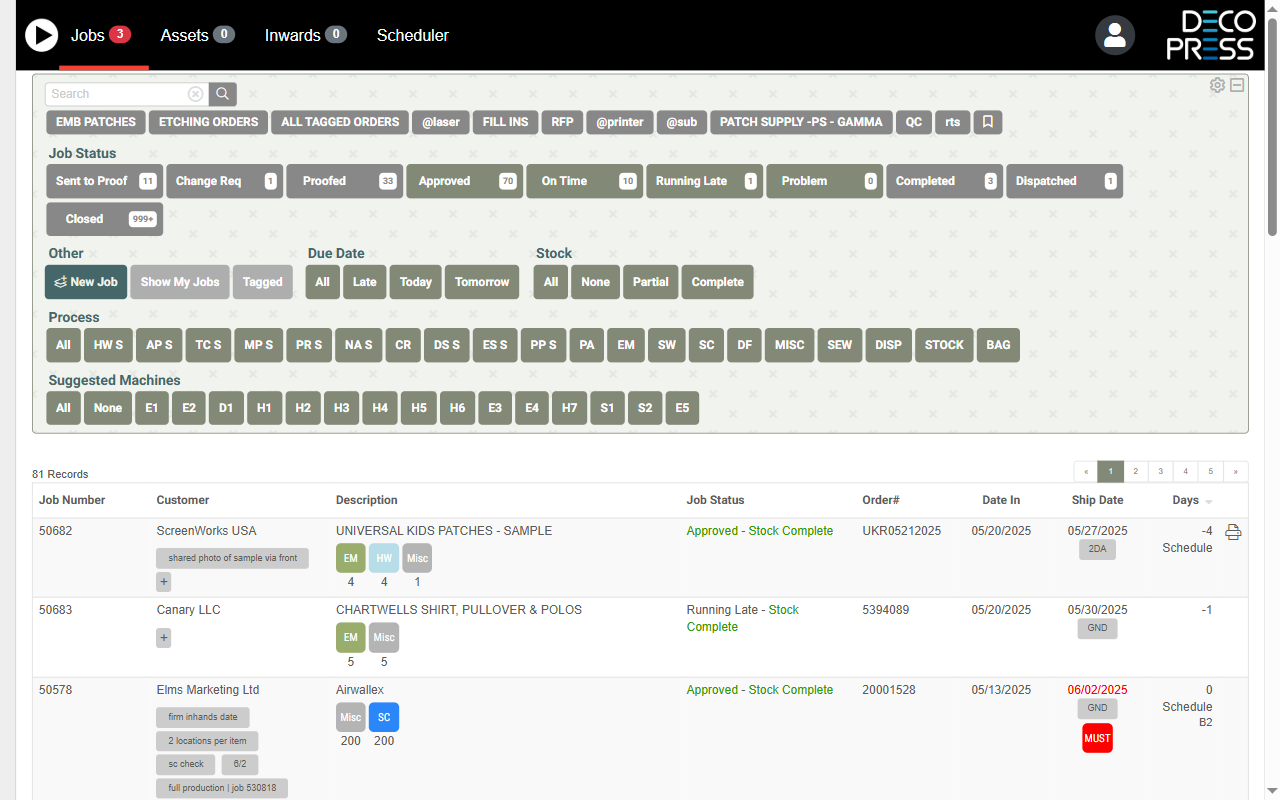 Jobs 3 Assets 0 Inwards 0 Scheduler
DECO
PRESS
Search
EMB PATCHES ETCHING ORDERS ALL TAGGED ORDERS @laser FILL INS RFP @printer @sub PATCH SUPPLY -PS - GAMMA QC rts
Job Status
Sent to Proof 11 Change Req 1 Proofed 33 Approved 70 On Time 10 Running Late 1 Problem 0 Completed 3 Dispatched 1
Closed 999+
Other Due Date Stock
New Job Show My Jobs Tagged All Late Today Tomorrow All None Partial Complete
Process
All HW S AP S TC S MP S PR S NA S CR DS S ES S PP S PA EM SW SC DF MISC SEW DISP STOCK BAG
Suggested Machines
All None E1 E2 D1 H1 H2 H3 H4 H5 H6 E3 E4 H7 S1 S2 E5
81 Records « 1 2 3 4 5 »
Job Number Customer Description Job Status Order# Date In Ship Date Days
50682 ScreenWorks USA UNIVERSAL KIDS PATCHES - SAMPLE Approved - Stock Complete UKR05212025 05/20/2025 05/27/2025 -4
shared photo of sample via front EM HW Misc 2DA Schedule
+ 4 4 1
50683 Canary LLC CHARTWELLS SHIRT, PULLOVER & POLOS Running Late - Stock 5394089 05/20/2025 05/30/2025 -1
+ EM Misc Complete GND
5 5
50578 Elms Marketing Ltd Airwallex Approved - Stock Complete 20001528 05/13/2025 06/02/2025 0
firm inhands date Misc SC GND Schedule
2 locations per item 200 200 MUST B2
sc check 6/2
full production | job 530818